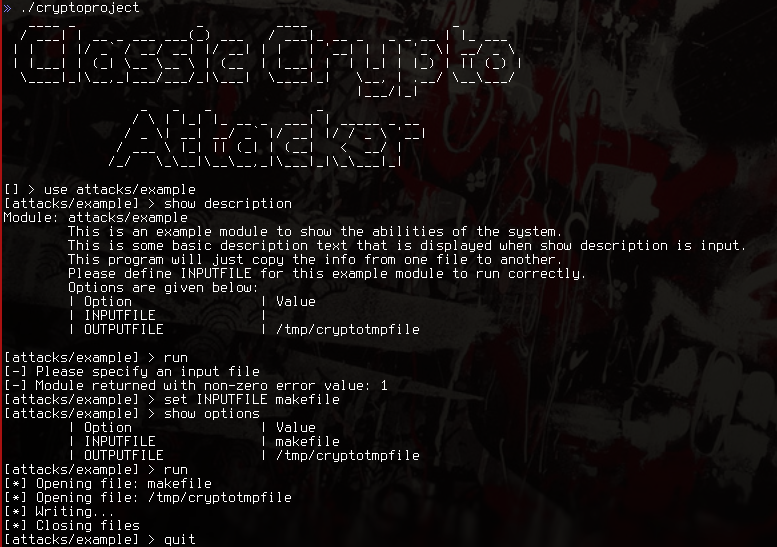 » ./cryptoproject
Classic Crypto
Attacker
[] > use attacks/example
[attacks/example] > show description
Module: attacks/example
This is an example module to show the abilities of the system.
This is some basic description text that is displayed when show description is input.
This program will just copy the info from one file to another.
Please define INPUTFILE for this example module to run correctly.
Options are given below:
| Option | Value
| INPUTFILE |
| OUTPUTFILE | /tmp/cryptotmpfile
[attacks/example] > run
[-] Please specify an input file
[-] Module returned with non-zero error value: 1
[attacks/example] > set INPUTFILE makefile
[attacks/example] > show options
| Option | Value
| INPUTFILE | makefile
| OUTPUTFILE | /tmp/cryptotmpfile
[attacks/example] > run
[*] Opening file: makefile
[*] Opening file: /tmp/cryptotmpfile
[*] Writing...
[*] Closing files
[attacks/example] > quit